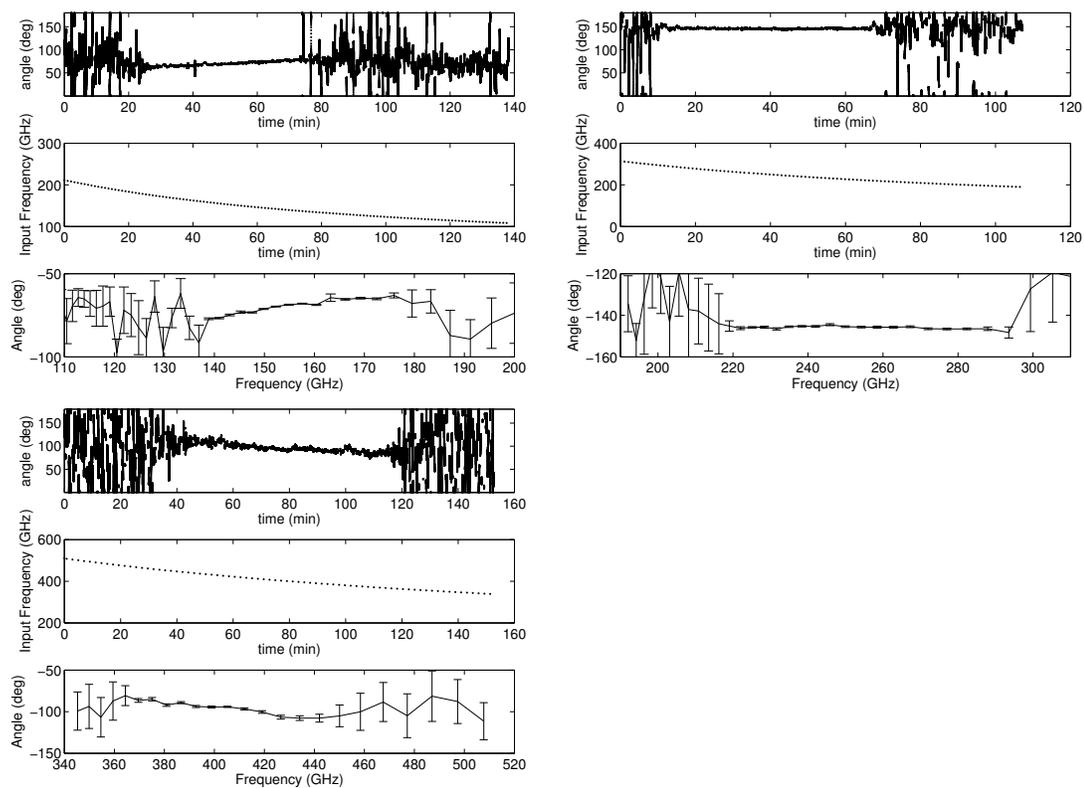 angle (deg)
150
100
50
0 20 40 60 80 100 120 140
time (min)
Input Frequency (GHz)
300
200
100
0 20 40 60 80 100 120 140
time (min)
Angle (deg)
−50
−100
110 120 130 140 150 160 170 180 191 200
Frequency (GHz)
angle (deg)
150
100
50
0
0 20 40 60 80 100 120
time (min)
Input Frequency (GHz)
400
200
0
0 20 40 60 80 100 120
time (min)
Angle (deg)
−120
−140
−160
200 220 240 260 280 300
Frequency (GHz)
angle (deg)
150
100
50
0 20 40 60 80 100 120 140 160
time (min)
Input Frequency (GHz)
600
400
200
0 20 40 60 80 100 120 140 160
time (min)
Angle (deg)
−50
−100
−150
340 360 380 400 420 440 460 480 500 520
Frequency (GHz)